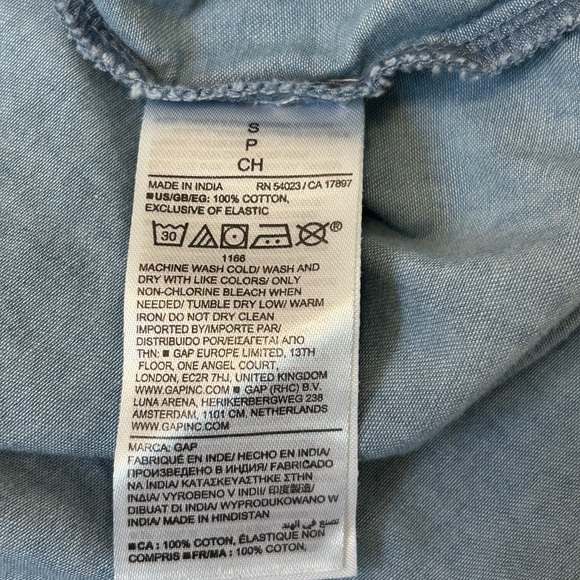 S
P
CH
MADE IN INDIA RN 54023 / CA 17897
■ US/GB/EG: 100% COTTON,
EXCLUSIVE OF ELASTIC
30 ®
1166
MACHINE WASH COLD/ WASH AND
DRY WITH LIKE COLORS/ ONLY
NON-CHLORINE BLEACH WHEN
NEEDED/ TUMBLE DRY LOW/ WARM
IRON/ DO NOT DRY CLEAN
IMPORTED BY/IMPORTE PAR/
DISTRIBUIDO POR/ΕΙΣΑΓΕΤΑΙ ΑΠΟ
ΤΗΝ: ■ GAP EUROPE LIMITED, 13TH
FLOOR, ONE ANGEL COURT,
LONDON, EC2R 7HJ, UNITED KINGDOM
WWW.GAPINC.COM ■ GAP (RHC) B.V.
LUNA ARENA, HERIKERBERGWEG 238
AMSTERDAM, 1101 CM, NETHERLANDS
WWW.GAPINC.COM
MARCA: GAP
FABRIQUÉ EN INDE/ HECHO EN INDIA/
ПРОИЗВЕДЕНО В ИНДИЯ/ FABRICADO
NA ÍNDIA/ ΚΑΤΑΣΚΕΥΑΣΤΗΚΕ ΣΤΗΝ
ΙΝΔΙΑ/ VYROBENO V INDII/ 印度製造/
DIBUAT DI INDIA/ WYPRODUKOWANO W
INDIA/ MADE IN HINDISTAN
تصنع في الهند
■ CA : 100% COTON, ÉLASTIQUE NON
COMPRIS ■ FR/MA : 100% COTON,